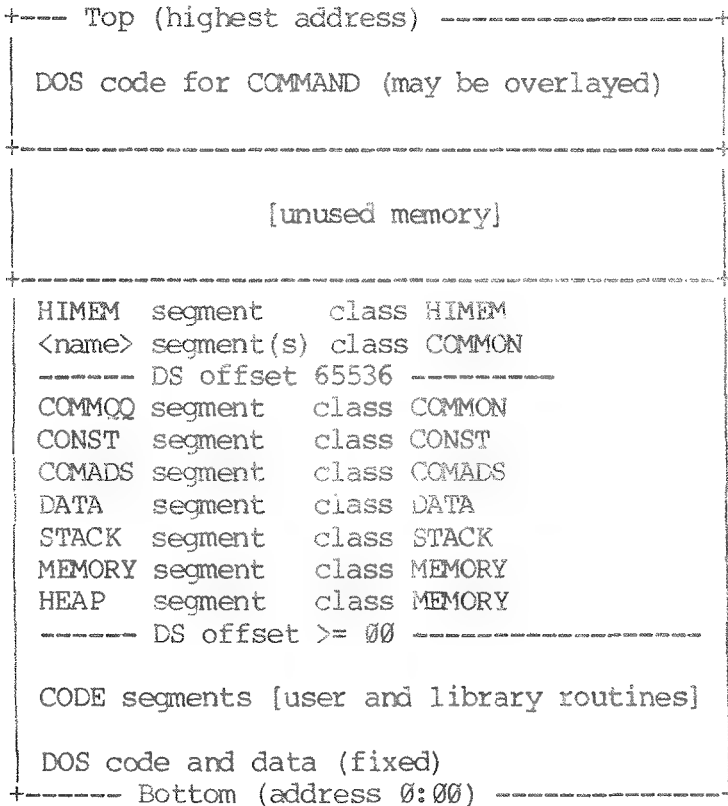 +--- Top (highest address) ----------------+
DOS code for COMMAND (may be overlayed)
[unused memory]
HIMEM segment class HIMEM
<name> segment(s) class COMMON
------ DS offset 65536 ---------
COMMQQ segment class COMMON
CONST segment class CONST
COMADS segment class COMADS
DATA segment class DATA
STACK segment class STACK
MEMORY segment class MEMORY
HEAP segment class MEMORY
------ DS offset >= 00 ------------------
CODE segments [user and library routines]
DOS code and data (fixed)
+------ Bottom (address 0:00) -------------+